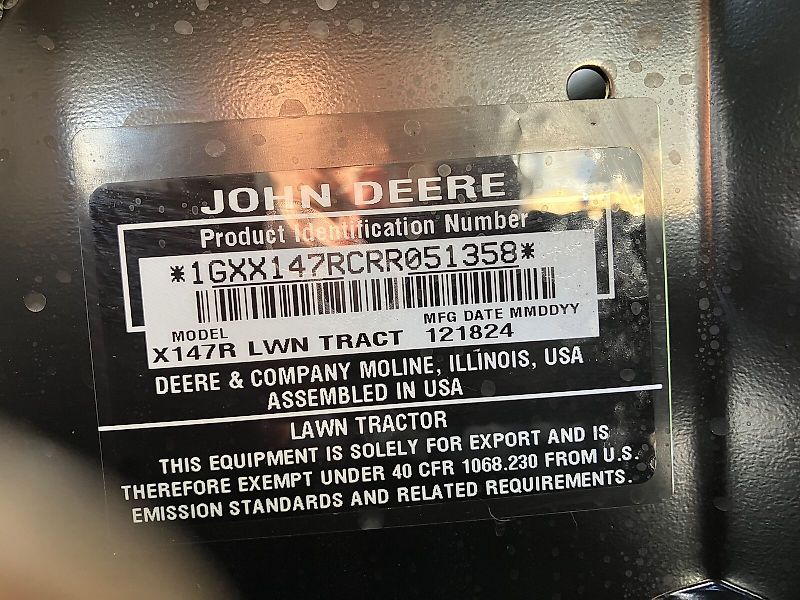 JOHN DEERE
Product Identification Number
*1GXX147RCRR051358*
MODEL MFG DATE MMDDYY
X147R LWN TRACT 121824
DEERE & COMPANY MOLINE, ILLINOIS, USA
ASSEMBLED IN USA
LAWN TRACTOR
THIS EQUIPMENT IS SOLELY FOR EXPORT AND IS
THEREFORE EXEMPT UNDER 40 CFR 1068.230 FROM U.S.
EMISSION STANDARDS AND RELATED REQUIREMENTS.